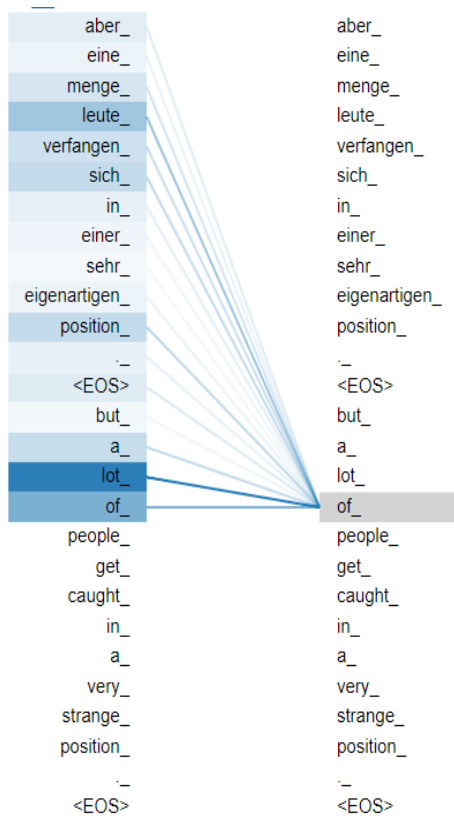 aber_ aber_
eine_ eine_
menge_ menge_
leute_ leute_
verfangen_ verfangen_
sich_ sich_
in_ in_
einer_ einer_
sehr_ sehr_
eigenartigen_ eigenartigen_
position_ position_
._ ._
<EOS> <EOS>
but_ but_
a_ a_
lot_ lot_
of_ of_
people_ people_
get_ get_
caught_ caught_
in_ in_
a_ a_
very_ very_
strange_ strange_
position_ position_
._ ._
<EOS> <EOS>